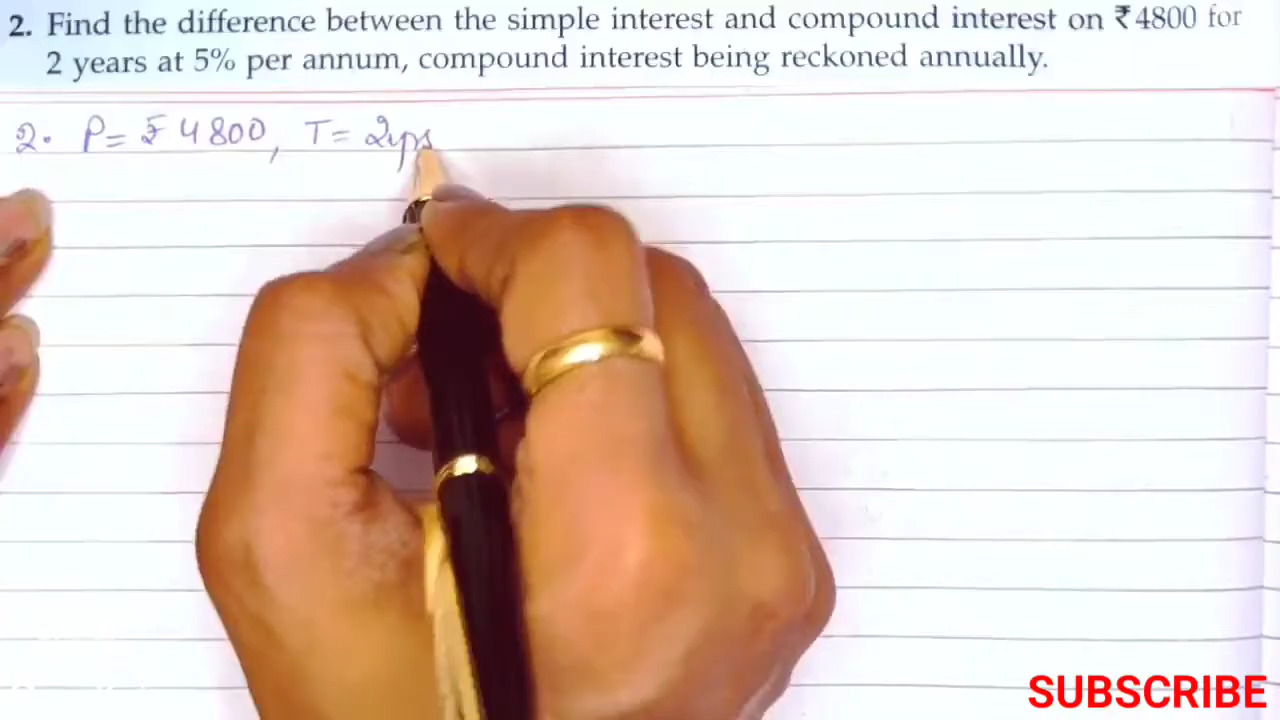 2. Find the difference between the simple interest and compound interest on ₹4800 for
2 years at 5% per annum, compound interest being reckoned annually.
2. P= ₹ 4800, T= 2yrs
SUBSCRIBE